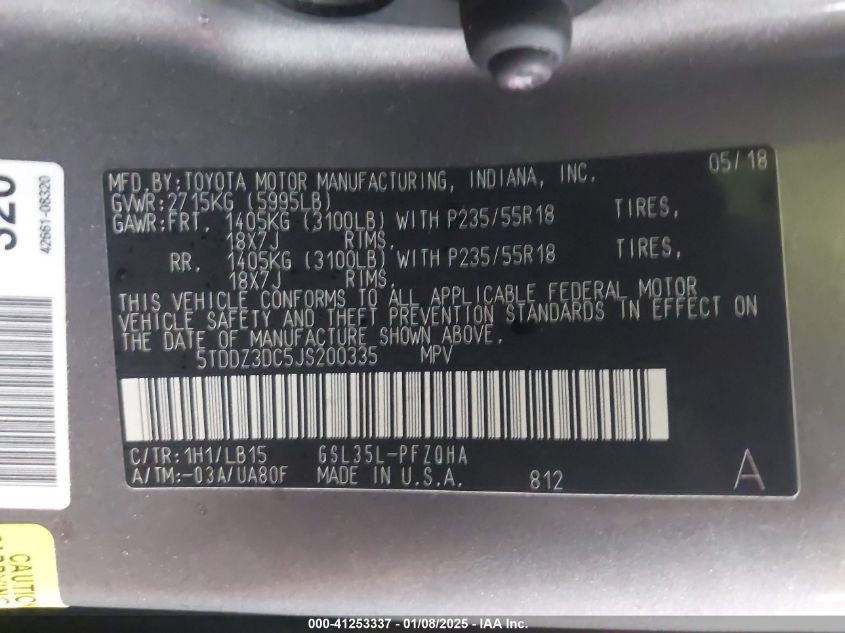 MFD.BY:TOYOTA MOTOR MANUFACTURING, INDIANA, INC. 05/18
GVWR:2715KG (5995LB)
GAWR:FRT. 1405KG (3100LB) WITH P235/55R18 TIRES,
18X7J RIMS,
RR. 1405KG (3100LB) WITH P235/55R18 TIRES,
18X7J RIMS.
THIS VEHICLE CONFORMS TO ALL APPLICABLE FEDERAL MOTOR
VEHICLE SAFETY AND THEFT PREVENTION STANDARDS IN EFFECT ON
THE DATE OF MANUFACTURE SHOWN ABOVE.
5TDDZ3DC5JS200335 MPV
C/TR:1H1/LB15 GSL35L-PFZQHA
A/TM:-03A/UA80F MADE IN U.S.A. 812 A
42661-08320
CAUTION
000-41253337 - 01/08/2025 - IAA Inc.